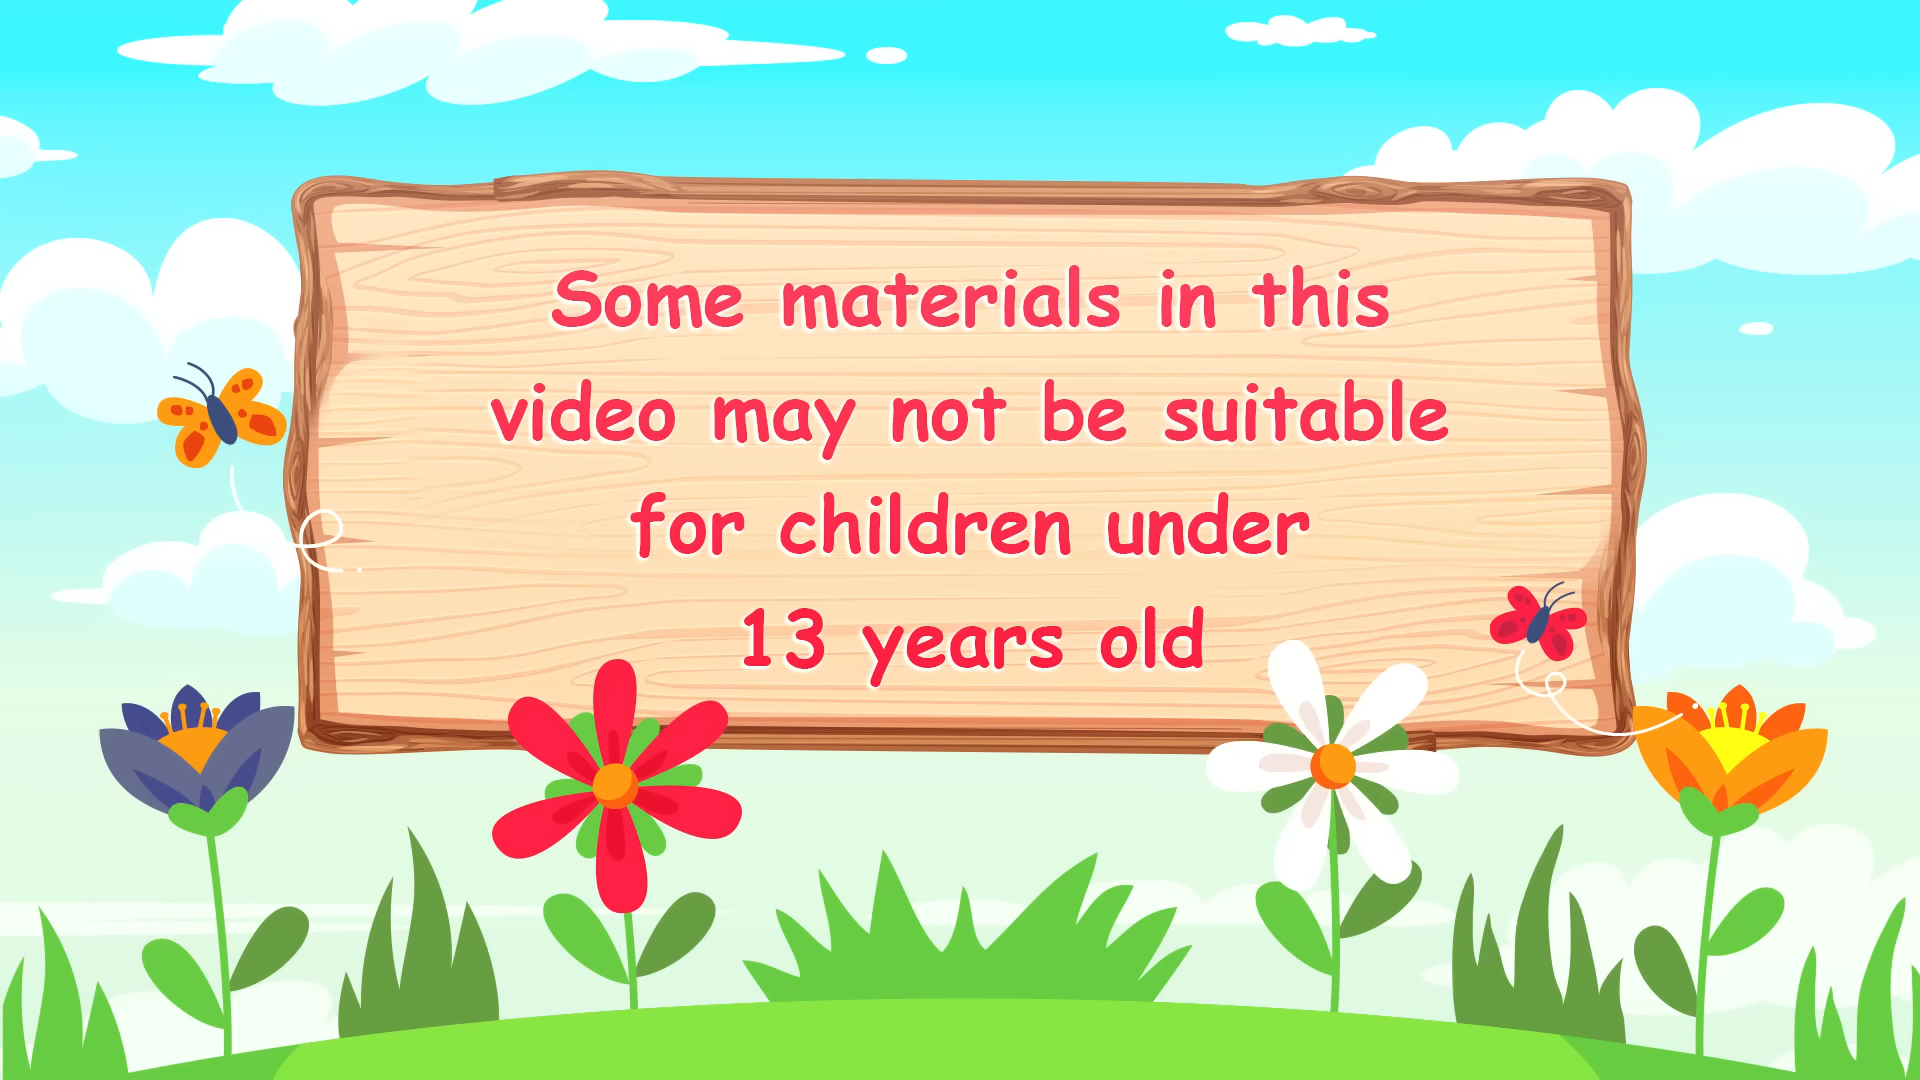 Some materials in this
video may not be suitable
for children under
13 years old